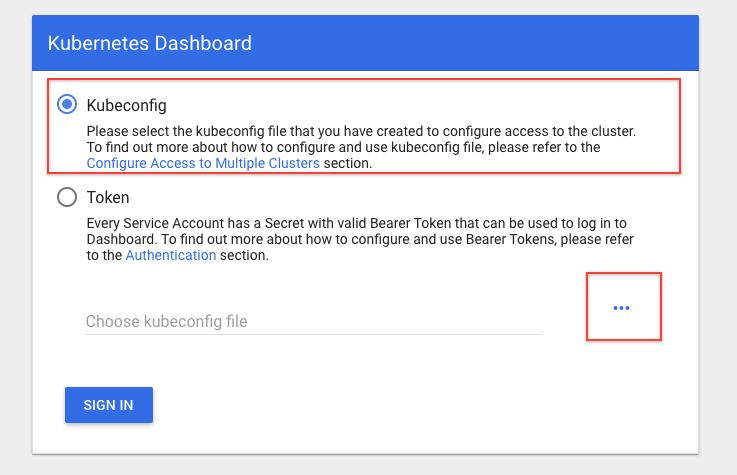 Kubernetes Dashboard
Kubeconfig
Please select the kubeconfig file that you have created to configure access to the cluster.
To find out more about how to configure and use kubeconfig file, please refer to the
Configure Access to Multiple Clusters section.
Token
Every Service Account has a Secret with valid Bearer Token that can be used to log in to
Dashboard. To find out more about how to configure and use Bearer Tokens, please refer
to the Authentication section.
Choose kubeconfig file
SIGN IN